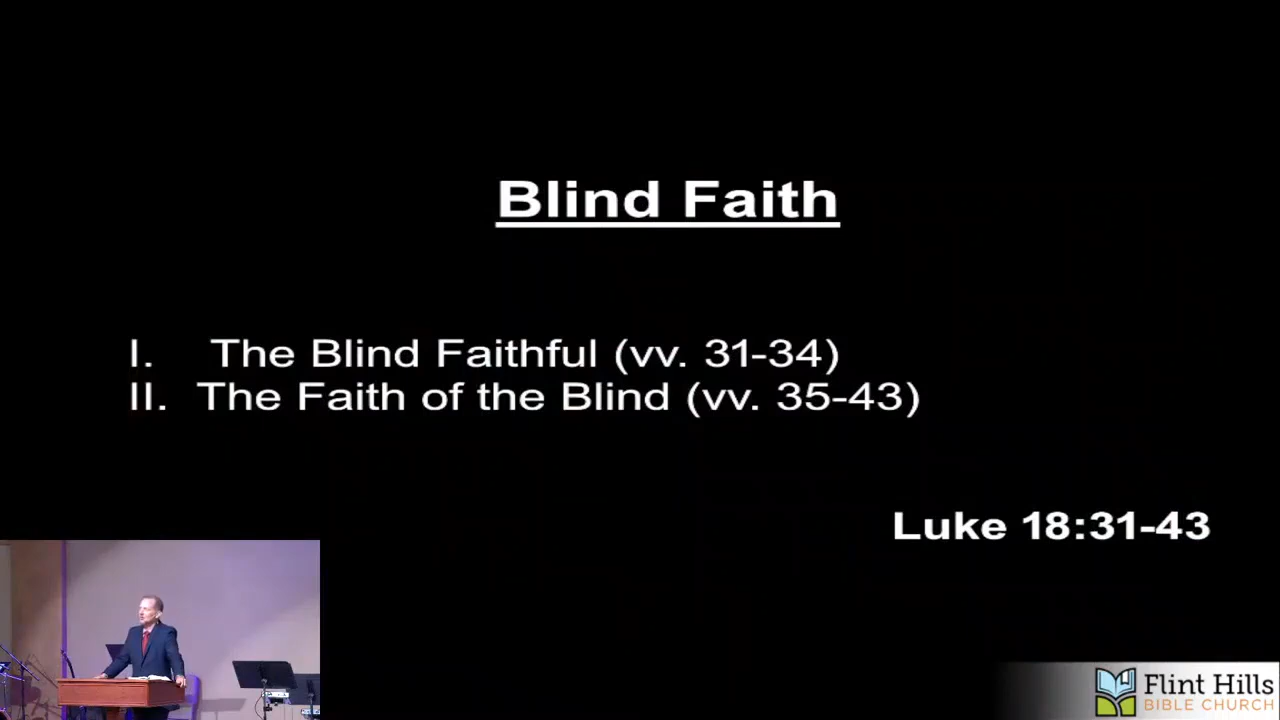 Blind Faith
I. The Blind Faithful (vv. 31-34)
II. The Faith of the Blind (vv. 35-43)
Luke 18:31-43
Flint Hills
BIBLE CHURCH